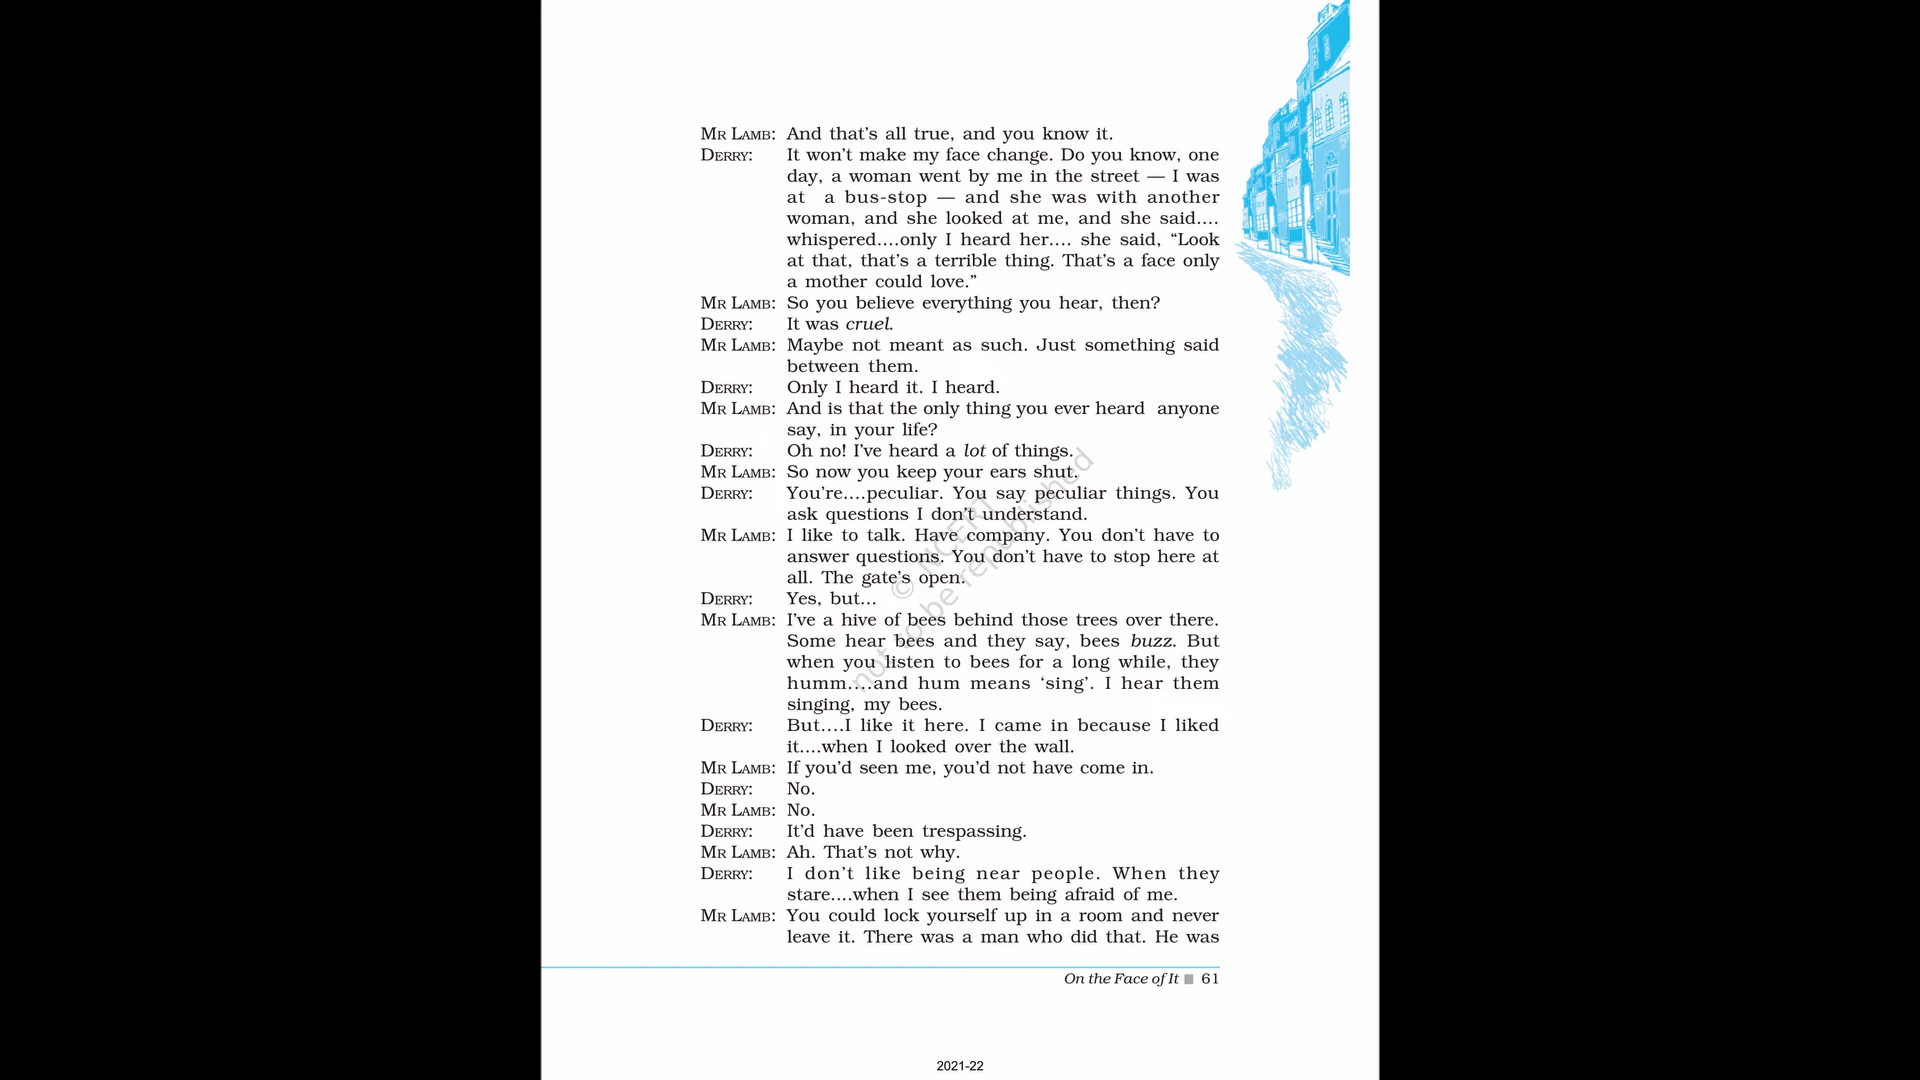 MR LAMB: And that's all true, and you know it.
DERRY: It won't make my face change. Do you know, one
day, a woman went by me in the street — I was
at a bus-stop — and she was with another
woman, and she looked at me, and she said....
whispered....only I heard her.... she said, “Look
at that, that's a terrible thing. That's a face only
a mother could love.”
MR LAMB: So you believe everything you hear, then?
DERRY: It was cruel.
MR LAMB: Maybe not meant as such. Just something said
between them.
DERRY: Only I heard it. I heard.
MR LAMB: And is that the only thing you ever heard anyone
say, in your life?
DERRY: Oh no! I've heard a lot of things.
MR LAMB: So now you keep your ears shut.
DERRY: You're....peculiar. You say peculiar things. You
ask questions I don't understand.
MR LAMB: I like to talk. Have company. You don't have to
answer questions. You don't have to stop here at
all. The gate's open.
DERRY: Yes, but...
MR LAMB: I've a hive of bees behind those trees over there.
Some hear bees and they say, bees buzz. But
when you listen to bees for a long while, they
humm....and hum means ‘sing’. I hear them
singing, my bees.
DERRY: But....I like it here. I came in because I liked
it....when I looked over the wall.
MR LAMB: If you'd seen me, you'd not have come in.
DERRY: No.
MR LAMB: No.
DERRY: It'd have been trespassing.
MR LAMB: Ah. That's not why.
DERRY: I don't like being near people. When they
stare....when I see them being afraid of me.
MR LAMB: You could lock yourself up in a room and never
leave it. There was a man who did that. He was
© NCERT
not to be republished
On the Face of It ■ 61
2021-22